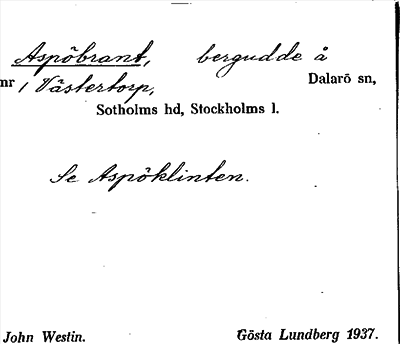 Aspöbrant, bergudde å
nr 1 Västertorp, Dalarö sn,
Sotholms hd, Stockholms l.
Se Aspöklinten.
John Westin. Gösta Lundberg 1937.